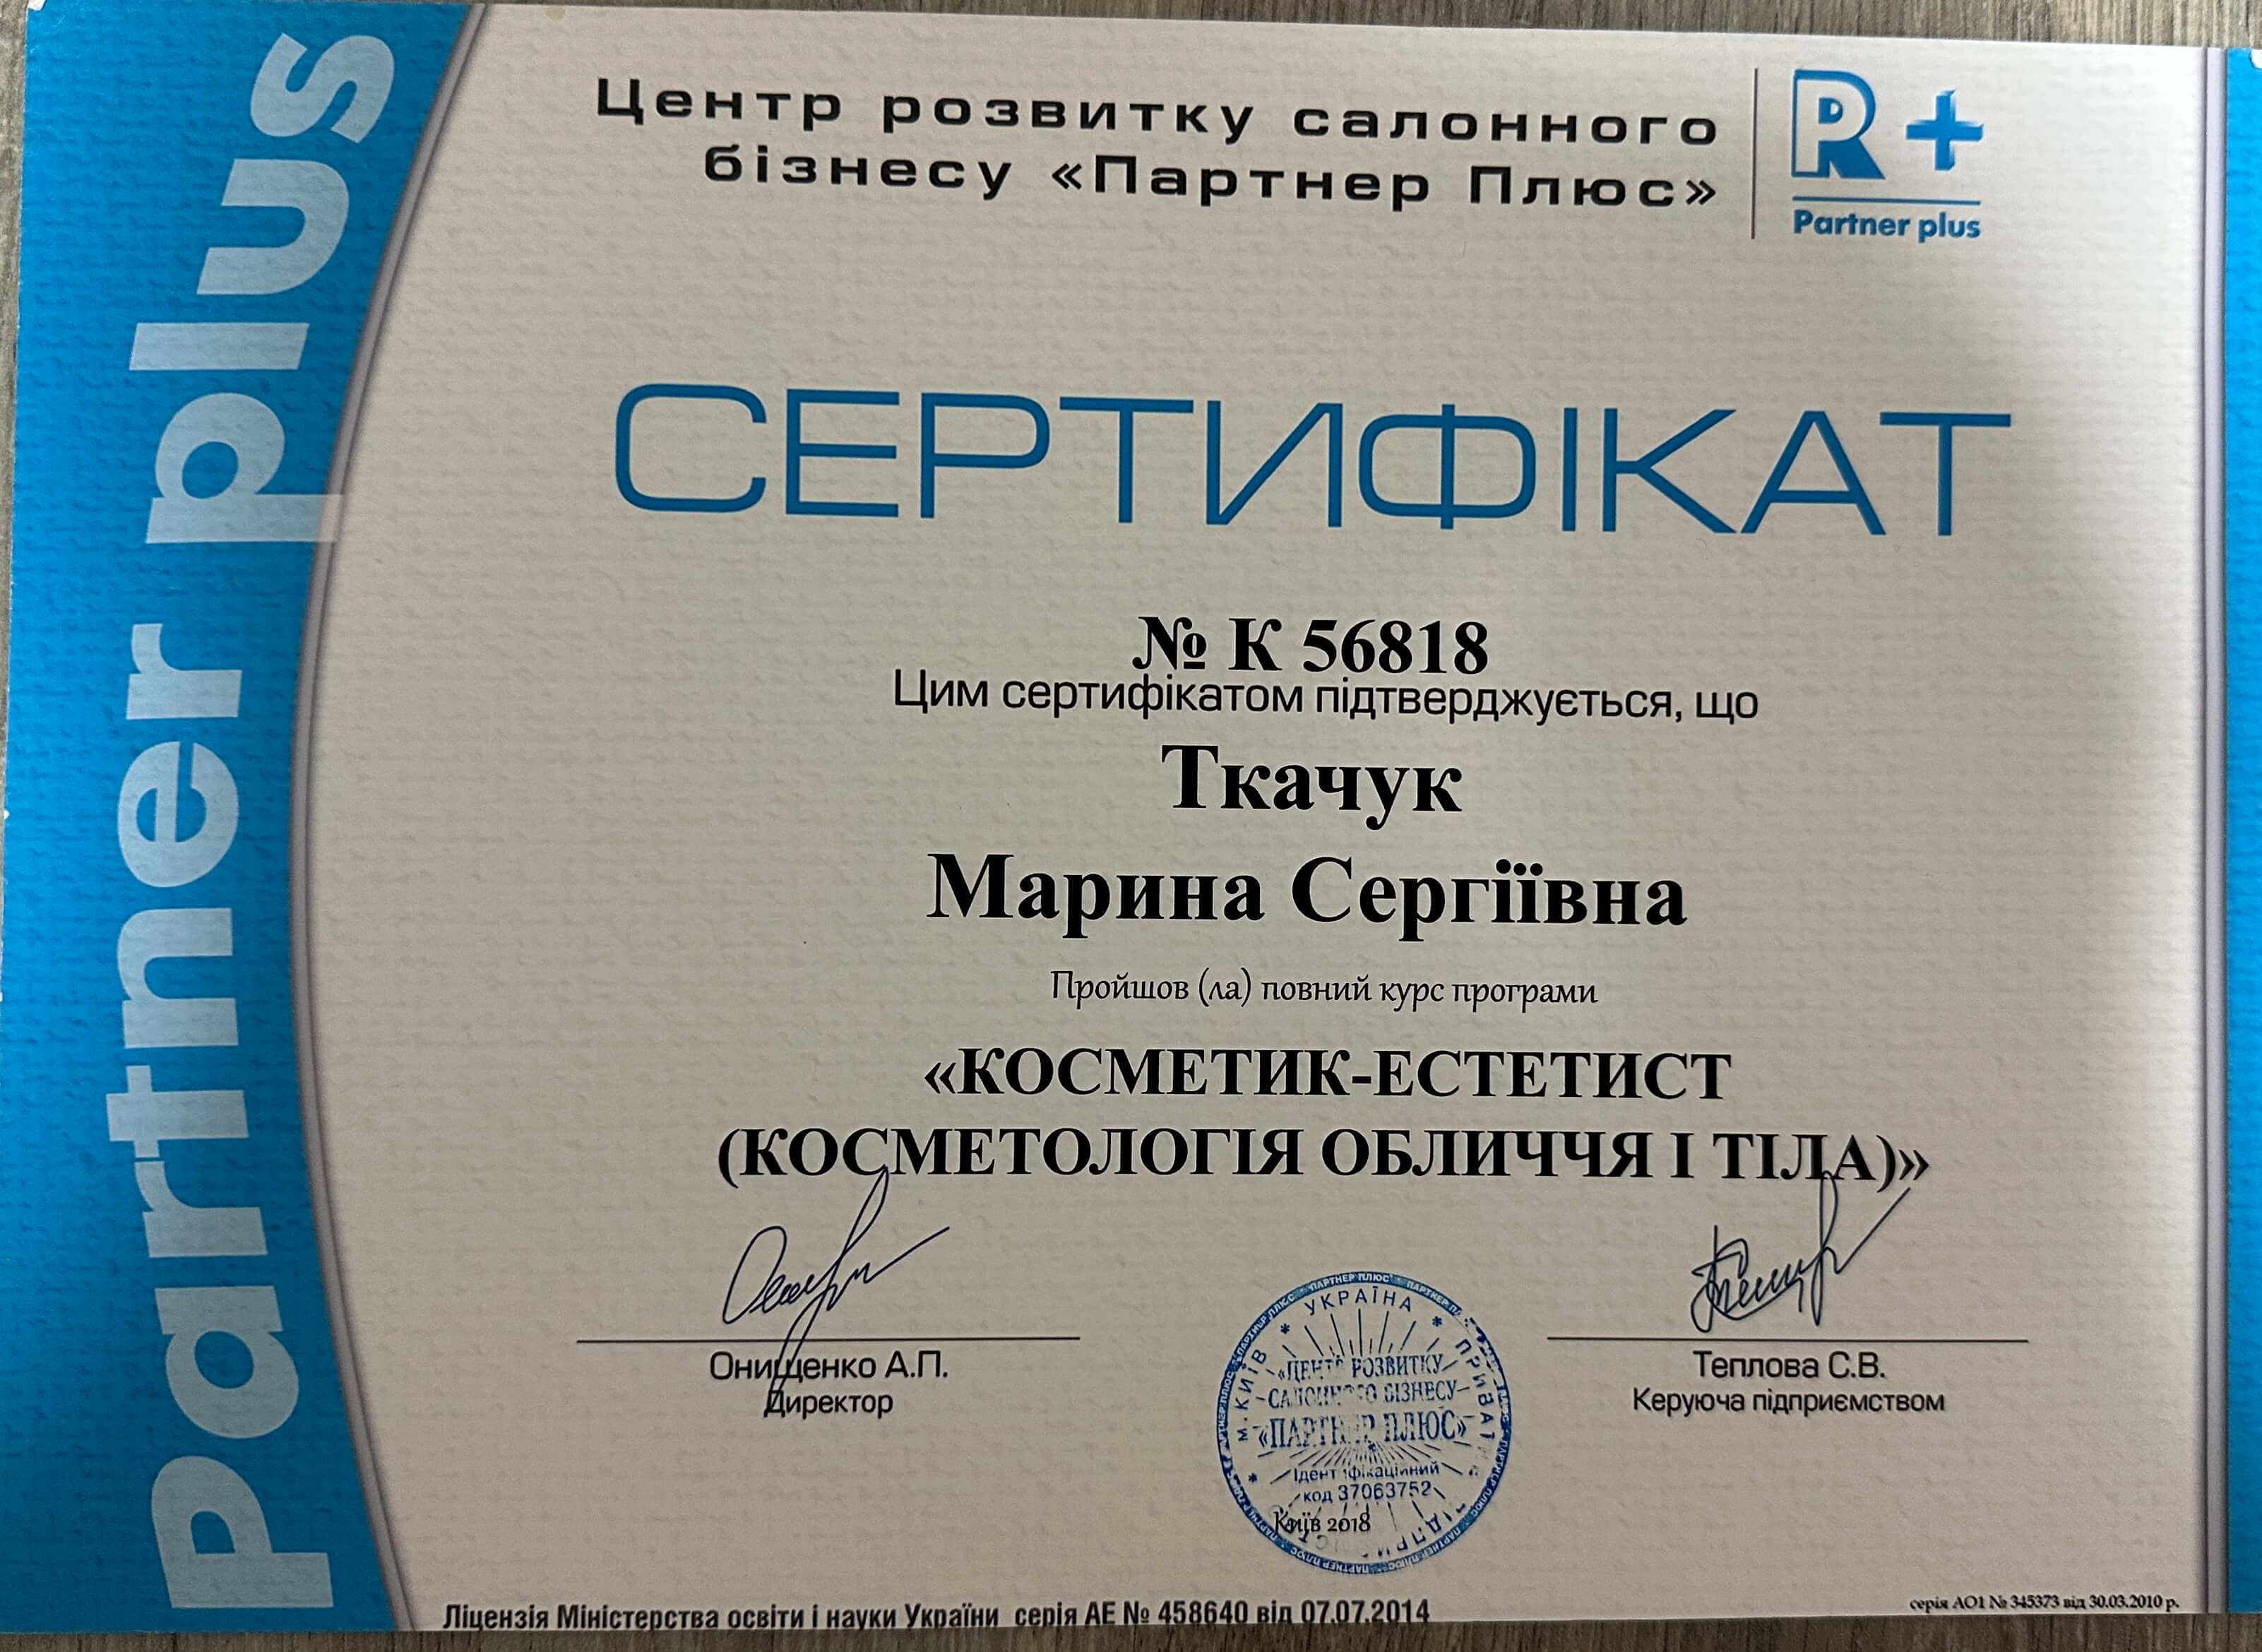 Partner plus
Центр розвитку салонного
бізнесу «Партнер Плюс»
R +
Partner plus
СЕРТИФІКАТ
№ К 56818
Цим сертифікатом підтверджується, що
Ткачук
Марина Сергіївна
Пройшов (ла) повний курс програми
«КОСМЕТИК-ЕСТЕТИСТ
(КОСМЕТОЛОГІЯ ОБЛИЧЧЯ І ТІЛА)»
Онищенко А.П.
Директор
Теплова С.В.
Керуюча підприємством
УКРАЇНА
м. КИЇВ
«ЦЕНТР РОЗВИТКУ
САЛОННОГО БІЗНЕСУ
«ПАРТНЕР ПЛЮС»
Ідентифікаційний
код 37063752
Київ 2018
Ліцензія Міністерства освіти і науки України серія АЕ № 458640 від 07.07.2014
серія АО1 № 345373 від 30.03.2010 р.